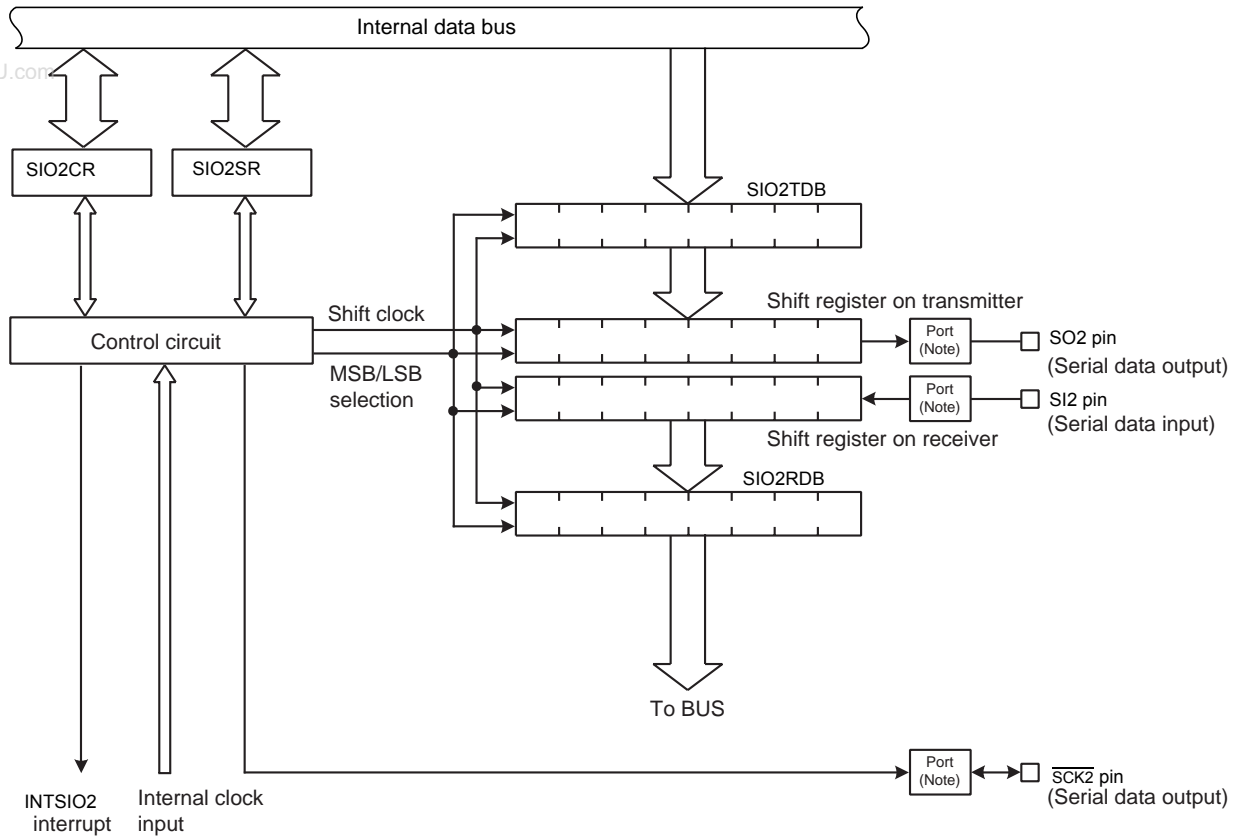 Internal data bus
U.com
SIO2CR
SIO2SR
SIO2TDB
Shift clock
Control circuit
MSB/LSB
selection
Shift register on transmitter
Port
(Note)
SO2 pin
(Serial data output)
Port
(Note)
SI2 pin
(Serial data input)
Shift register on receiver
SIO2RDB
To BUS
Port
(Note)
SCK2 pin
(Serial data output)
INTSIO2
interrupt
Internal clock
input